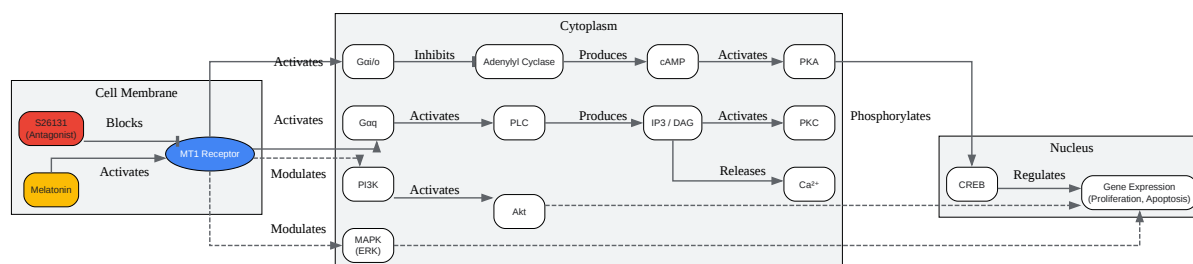 Cytoplasm
Activates
Gαi/o
Inhibits
Adenylyl Cyclase
Produces
cAMP
Activates
PKA
Cell Membrane
S26131
(Antagonist)
Blocks
MT1 Receptor
Melatonin
Activates
Activates
Gαq
Activates
PLC
Produces
IP3 / DAG
Activates
PKC
Phosphorylates
Modulates
PI3K
Activates
Akt
Releases
Ca²⁺
Modulates
MAPK
(ERK)
Nucleus
CREB
Regulates
Gene Expression
(Proliferation, Apoptosis)